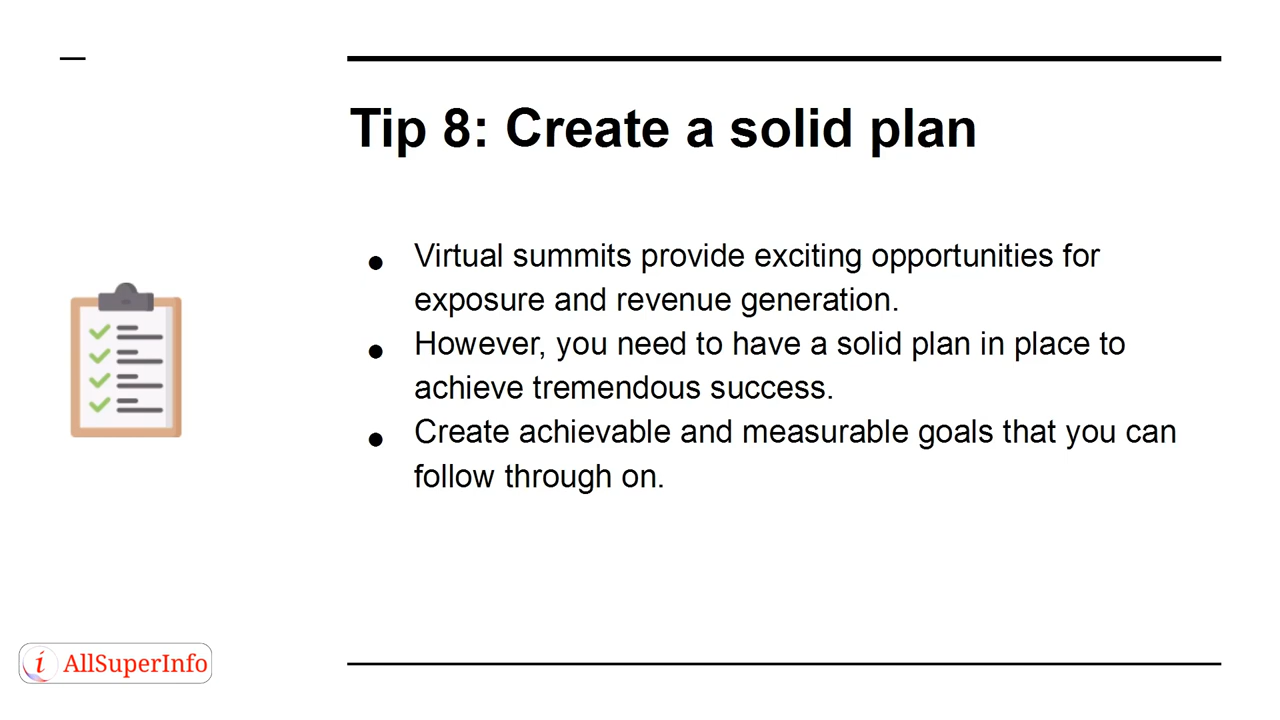 Tip 8: Create a solid plan
● Virtual summits provide exciting opportunities for
exposure and revenue generation.
● However, you need to have a solid plan in place to
achieve tremendous success.
● Create achievable and measurable goals that you can
follow through on.
i AllSuperInfo